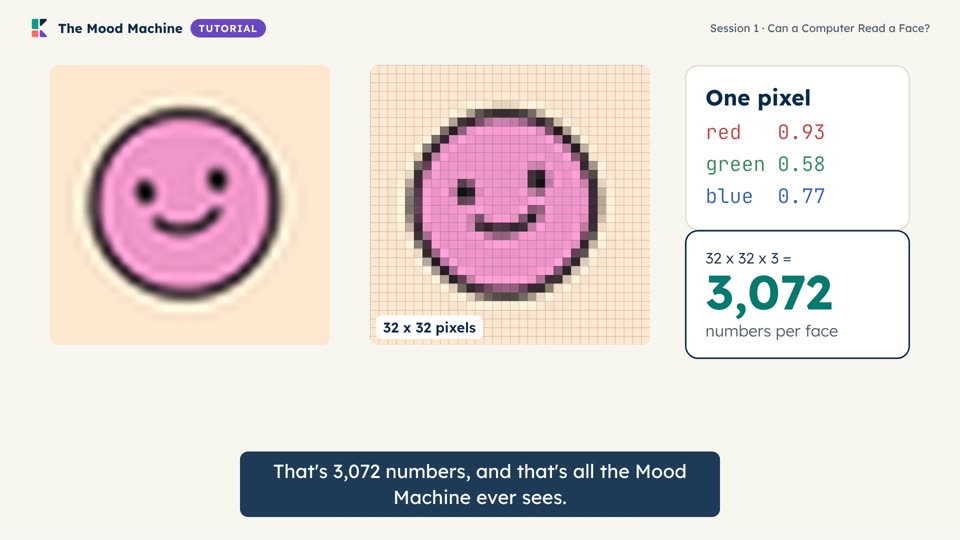 The Mood Machine TUTORIAL
Session 1 · Can a Computer Read a Face?
32 x 32 pixels
One pixel
red 0.93
green 0.58
blue 0.77
32 x 32 x 3 =
3,072
numbers per face
That's 3,072 numbers, and that's all the Mood
Machine ever sees.